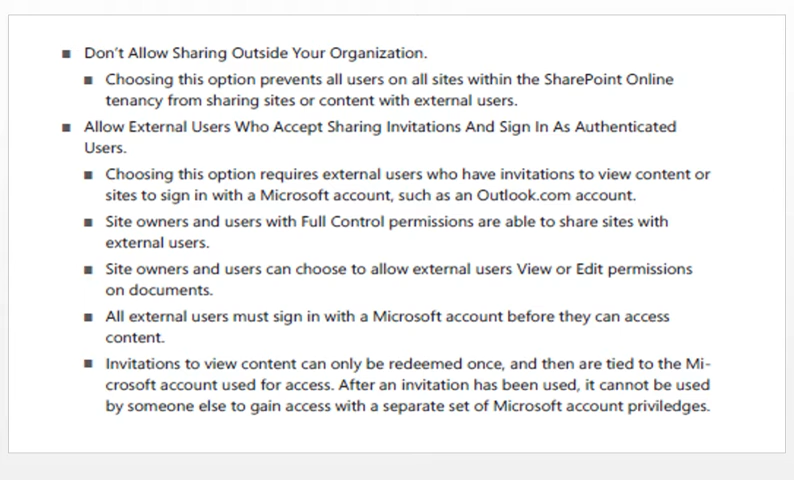 ■ Don't Allow Sharing Outside Your Organization.
■ Choosing this option prevents all users on all sites within the SharePoint Online
tenancy from sharing sites or content with external users.
■ Allow External Users Who Accept Sharing Invitations And Sign In As Authenticated
Users.
■ Choosing this option requires external users who have invitations to view content or
sites to sign in with a Microsoft account, such as an Outlook.com account.
■ Site owners and users with Full Control permissions are able to share sites with
external users.
■ Site owners and users can choose to allow external users View or Edit permissions
on documents.
■ All external users must sign in with a Microsoft account before they can access
content.
■ Invitations to view content can only be redeemed once, and then are tied to the Mi-
crosoft account used for access. After an invitation has been used, it cannot be used
by someone else to gain access with a separate set of Microsoft account priviledges.